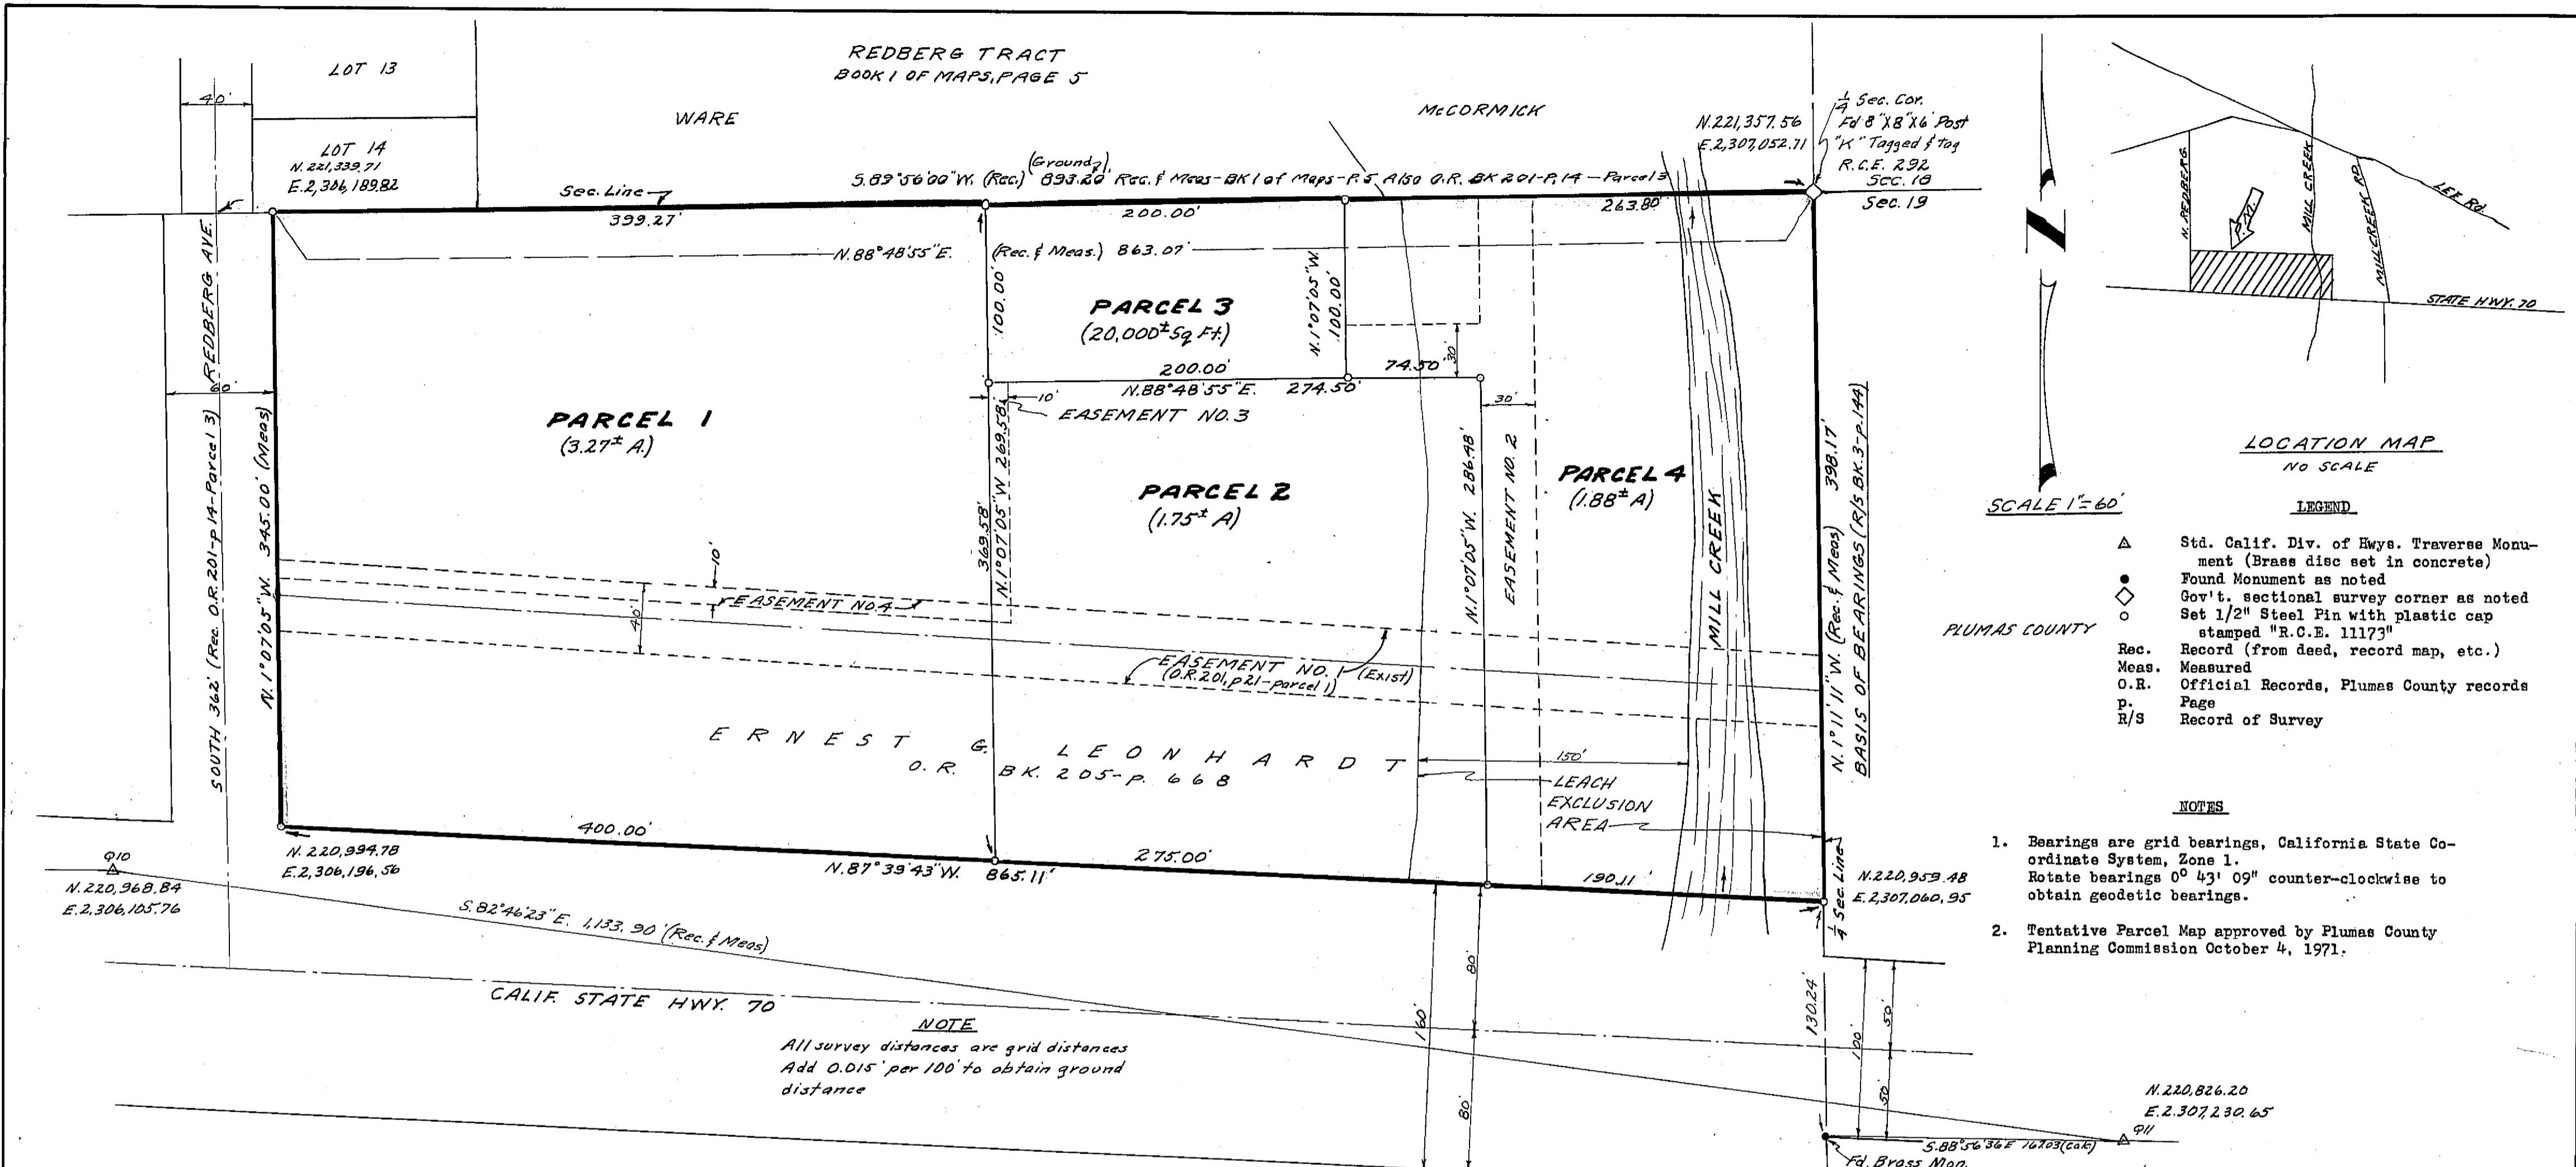 REDBERG TRACT
BOOK 1 OF MAPS, PAGE 5
LOT 13
40'
WARE
McCORMICK
LOT 14
N. 221,339.71
E. 2,306,189.82
N. 221,357.56
E. 2,307,052.71
1/4 Sec. Cor.
Fd 8"X8"X6' Post
"K" Tagged & tag
R.C.E. 292
Sec. 18
Sec. 19
(Ground)
S.89°56'00"W. (Rec.) 893.20' Rec. & Meas-BK 1 of Maps-P.5 Also O.R. BK 201-P.14-Parcel 3
Sec. Line
399.27'
200.00'
263.80'
N.88°48'55"E. (Rec. & Meas.) 863.07'
REDBERG AVE.
60'
SOUTH 362' (Rec. O.R. 201-p 14-Parcel 3)
N. 1°07'05"W. 345.00' (Meas)
100.00'
PARCEL 3
(20,000± Sq Ft.)
N.1°07'05"W.
100.00'
200.00'
74.50'
30'
N.88°48'55"E. 274.50'
10'
EASEMENT NO. 3
30'
PARCEL 1
(3.27± A.)
369.58'
N.1°07'05"W 269.58'
PARCEL 2
(1.75± A)
N.1°07'05"W. 286.48'
EASEMENT NO. 2
PARCEL 4
(1.88± A)
MILL CREEK
N. 1°11'11"W. (Rec. & Meas) 398.17'
BASIS OF BEARINGS (R/S BK.3-p.144)
10'
EASEMENT NO.4
40'
EASEMENT NO. 1 (Exist)
(O.R. 201, p 21-parcel 1)
ERNEST G. LEONHARDT
O.R. BK. 205-p. 668
150'
LEACH
EXCLUSION
AREA
400.00'
275.00'
190.11'
N.87°39'43"W. 865.11'
N. 220,994.78
E. 2,306,196.56
1/4 Sec. Line
N. 220,959.48
E. 2,307,060.95
Q10
N. 220,968.84
E. 2,306,105.76
S.82°46'23"E. 1,133.90' (Rec. & Meas)
CALIF. STATE HWY. 70
NOTE
All survey distances are grid distances
Add 0.015' per 100' to obtain ground
distance
160'
80'
80'
130.24'
100'
50'
50'
N. 220,826.20
E. 2,307,230.65
Q11
S.88°56'36"E 162.03 (calc)
Fd. Brass Mon.
N. REDBERG
MILL CREEK
MILLCREEK RD
LEE Rd.
P.M.
STATE HWY. 70
LOCATION MAP
NO SCALE
SCALE 1"=60'
PLUMAS COUNTY
LEGEND
Std. Calif. Div. of Hwys. Traverse Monu-
ment (Brass disc set in concrete)
Found Monument as noted
Gov't. sectional survey corner as noted
Set 1/2" Steel Pin with plastic cap
stamped "R.C.E. 11173"
Rec. Record (from deed, record map, etc.)
Meas. Measured
O.R. Official Records, Plumas County records
p. Page
R/S Record of Survey
NOTES
1. Bearings are grid bearings, California State Co-
ordinate System, Zone 1.
Rotate bearings 0° 43' 09" counter-clockwise to
obtain geodetic bearings.
2. Tentative Parcel Map approved by Plumas County
Planning Commission October 4, 1971.